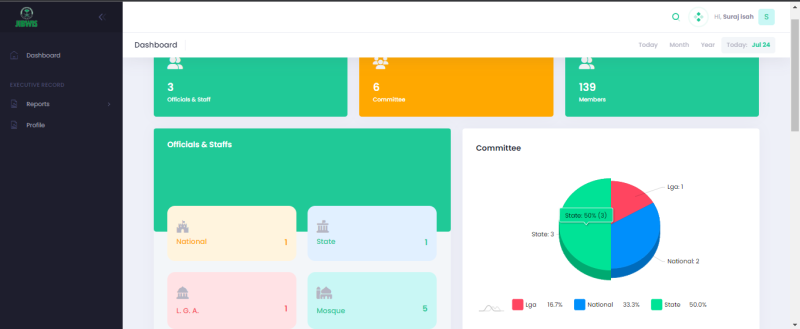 JIBWIS
Hi, Suraj Isah
S
Dashboard
Dashboard
Today
Month
Year
Today: Jul 24
EXECUTIVE RECORD
Reports
Profile
3
Officials & Staff
6
Committee
139
Members
Officials & Staffs
National 1
State 1
L. G. A. 1
Mosque 5
Committee
Lga: 1
State: 50% (3)
State: 3
National: 2
Lga 16.7%
National 33.3%
State 50.0%